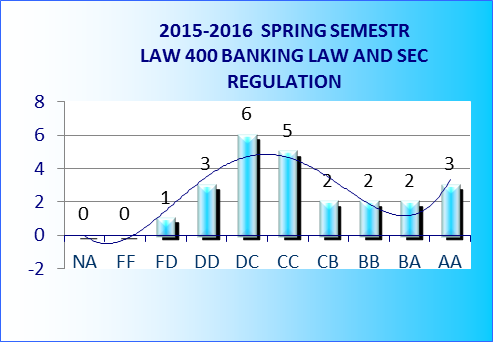 2015-2016 SPRING SEMESTR
LAW 400 BANKING LAW AND SEC
REGULATION
8
6
4
2
0
-2
0 0 1 3 6 5 2 2 2 3
NA FF FD DD DC CC CB BB BA AA